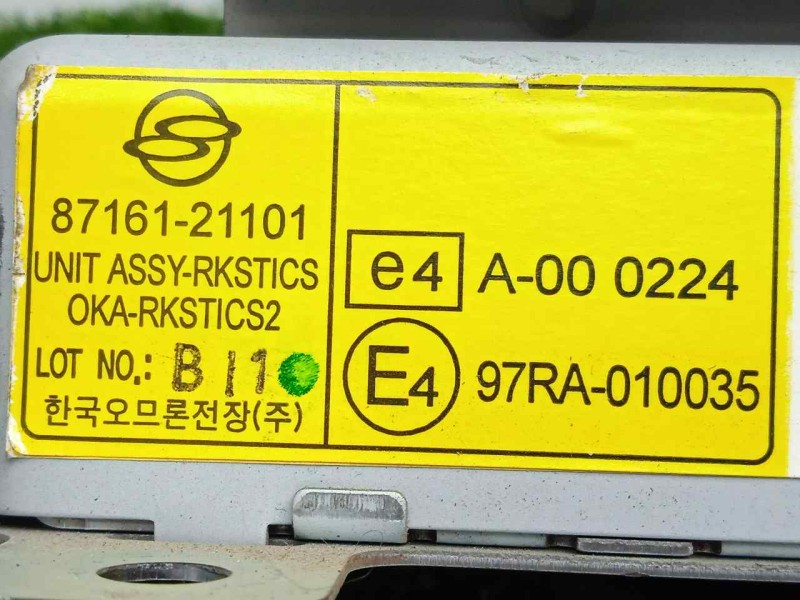 87161-21101
UNIT ASSY-RKSTICS
OKA-RKSTICS2
LOT NO.: B 11
한국오므론전장(주)
e4 A-00 0224
E4 97RA-010035